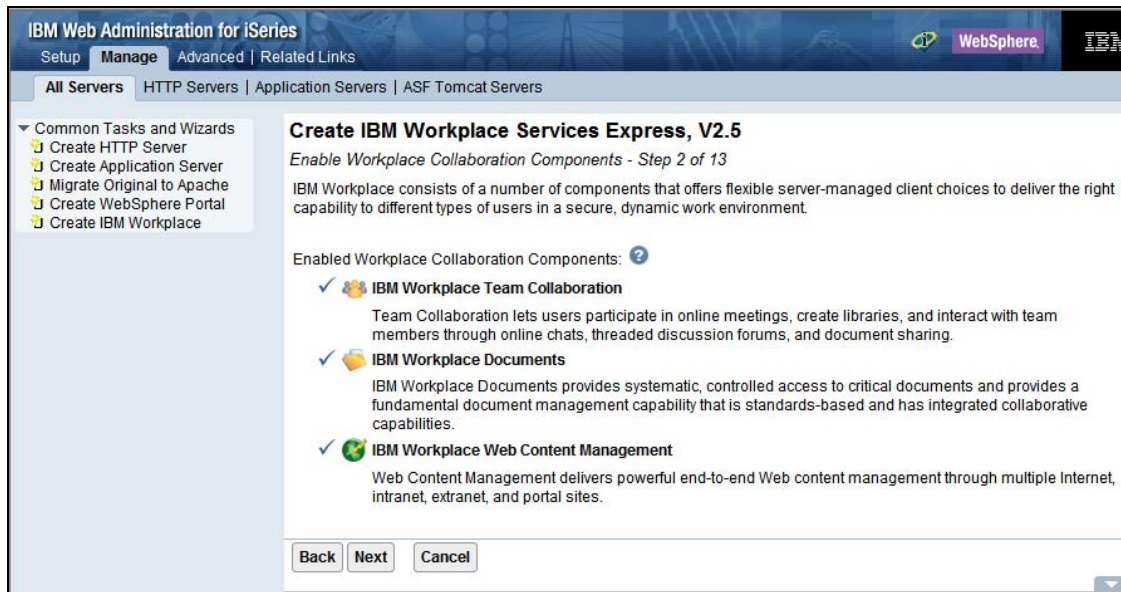 IBM Web Administration for iSeries
Setup Manage Advanced | Related Links
WebSphere.
IBM
All Servers HTTP Servers | Application Servers | ASF Tomcat Servers
Common Tasks and Wizards
Create HTTP Server
Create Application Server
Migrate Original to Apache
Create WebSphere Portal
Create IBM Workplace
Create IBM Workplace Services Express, V2.5
Enable Workplace Collaboration Components - Step 2 of 13
IBM Workplace consists of a number of components that offers flexible server-managed client choices to deliver the right
capability to different types of users in a secure, dynamic work environment.
Enabled Workplace Collaboration Components: ?
IBM Workplace Team Collaboration
Team Collaboration lets users participate in online meetings, create libraries, and interact with team
members through online chats, threaded discussion forums, and document sharing.
IBM Workplace Documents
IBM Workplace Documents provides systematic, controlled access to critical documents and provides a
fundamental document management capability that is standards-based and has integrated collaborative
capabilities.
IBM Workplace Web Content Management
Web Content Management delivers powerful end-to-end Web content management through multiple Internet,
intranet, extranet, and portal sites.
Back Next Cancel